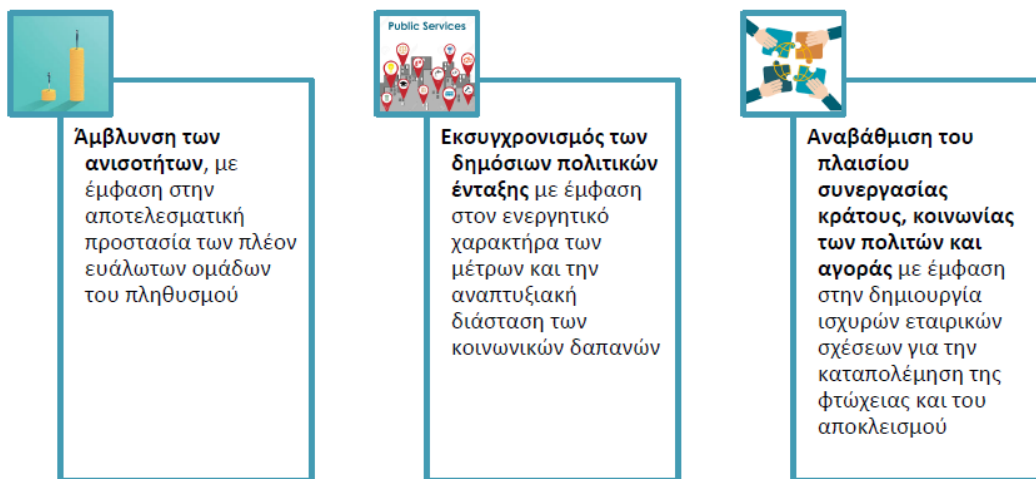 Άμβλυνση των
ανισοτήτων, με
έμφαση στην
αποτελεσματική
προστασία των πλέον
ευάλωτων ομάδων
του πληθυσμού
Public Services
Εκσυγχρονισμός των
δημόσιων πολιτικών
ένταξης με έμφαση
στον ενεργητικό
χαρακτήρα των
μέτρων και την
αναπτυξιακή
διάσταση των
κοινωνικών δαπανών
Αναβάθμιση του
πλαισίου
συνεργασίας
κράτους, κοινωνίας
των πολιτών και
αγοράς με έμφαση
στην δημιουργία
ισχυρών εταιρικών
σχέσεων για την
καταπολέμηση της
φτώχειας και του
αποκλεισμού